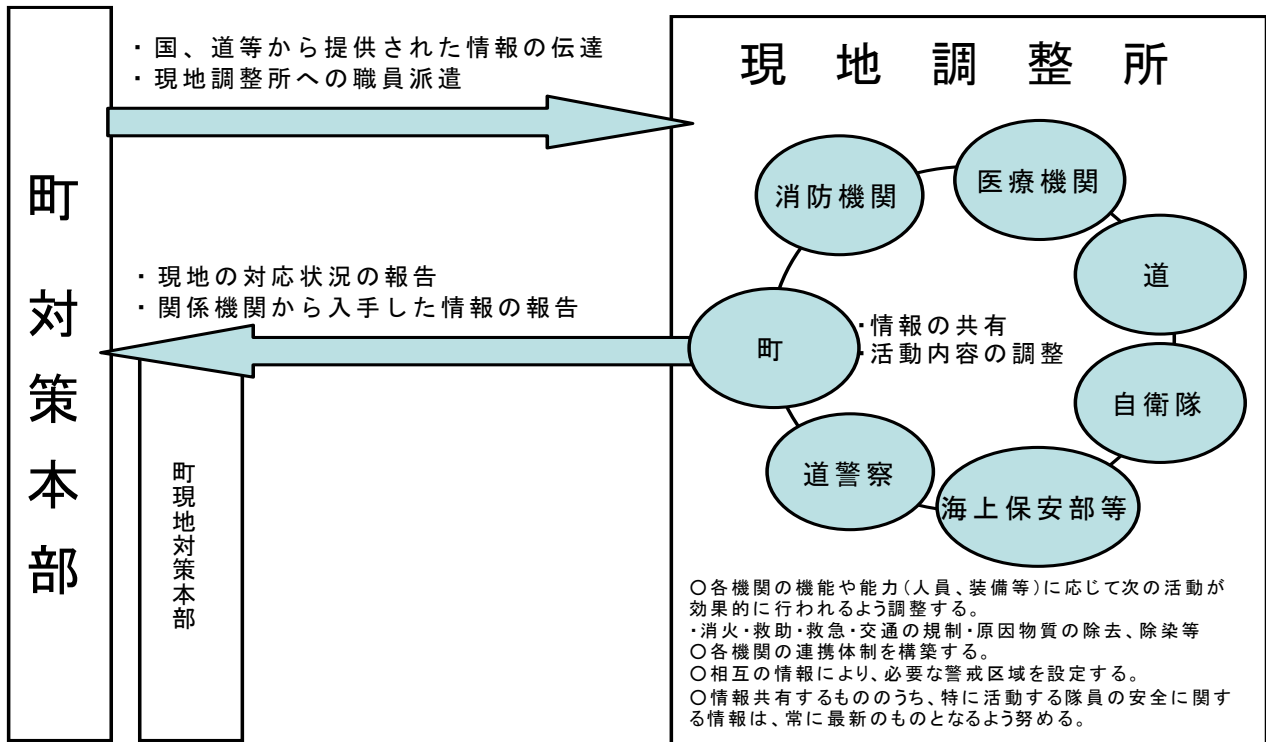 町対策本部
・国、道等から提供された情報の伝達
・現地調整所への職員派遣
・現地の対応状況の報告
・関係機関から入手した情報の報告
町現地対策本部
現地調整所
消防機関
医療機関
道
町
・情報の共有
・活動内容の調整
自衛隊
道警察
海上保安部等
○各機関の機能や能力(人員、装備等)に応じて次の活動が
効果的に行われるよう調整する。
・消火・救助・救急・交通の規制・原因物質の除去、除染等
○各機関の連携体制を構築する。
○相互の情報により、必要な警戒区域を設定する。
○情報共有するもののうち、特に活動する隊員の安全に関す
る情報は、常に最新のものとなるよう努める。